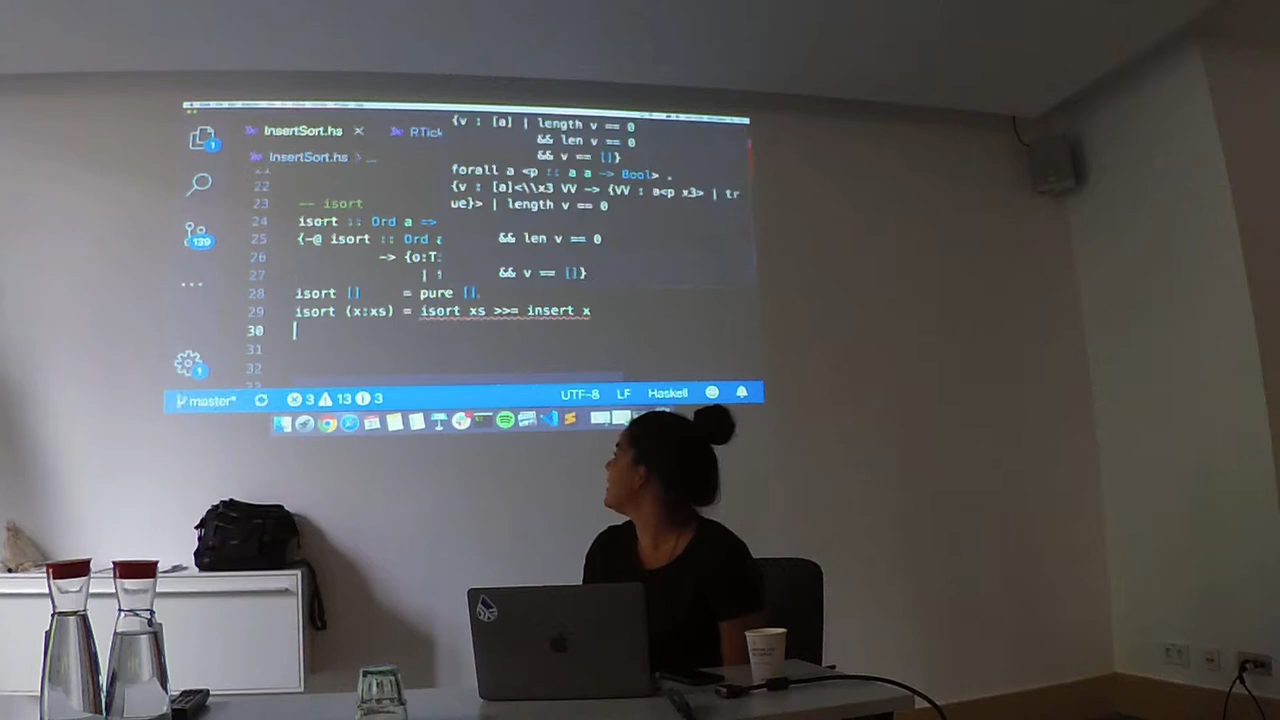 InsertSort.hs × RTick
InsertSort.hs > ...
{v : [a] | length v == 0
&& len v == 0
&& v == []}
forall a <p :: a a -> Bool> .
{v : [a]<\\x3 VV -> {VV : a<p x3> | tr
ue}> | length v == 0
&& len v == 0
&& v == []}
22
23 -- isort
24 isort :: Ord a =>
25 {-@ isort :: Ord a
26 -> {o:T
27 |
28 isort [] = pure []
29 isort (x:xs) = isort xs >>= insert x
30
31
32
1
139
1
master* 3 13 3 UTF-8 LF Haskell